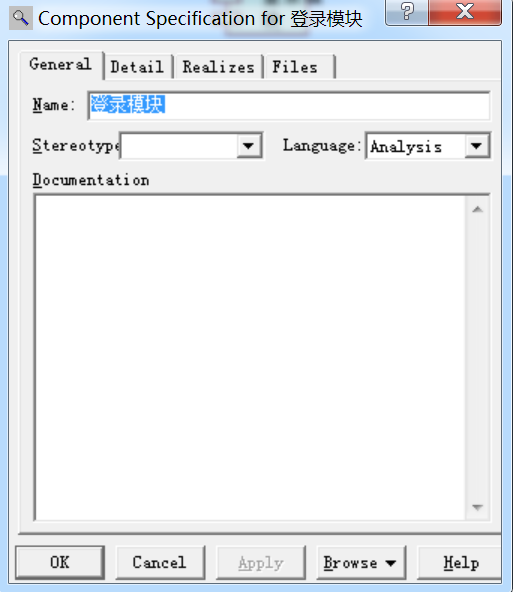 Component Specification for 登录模块
General Detail Realizes Files
Name: 登录模块
Stereotype Language: Analysis
Documentation
OK Cancel Apply Browse Help